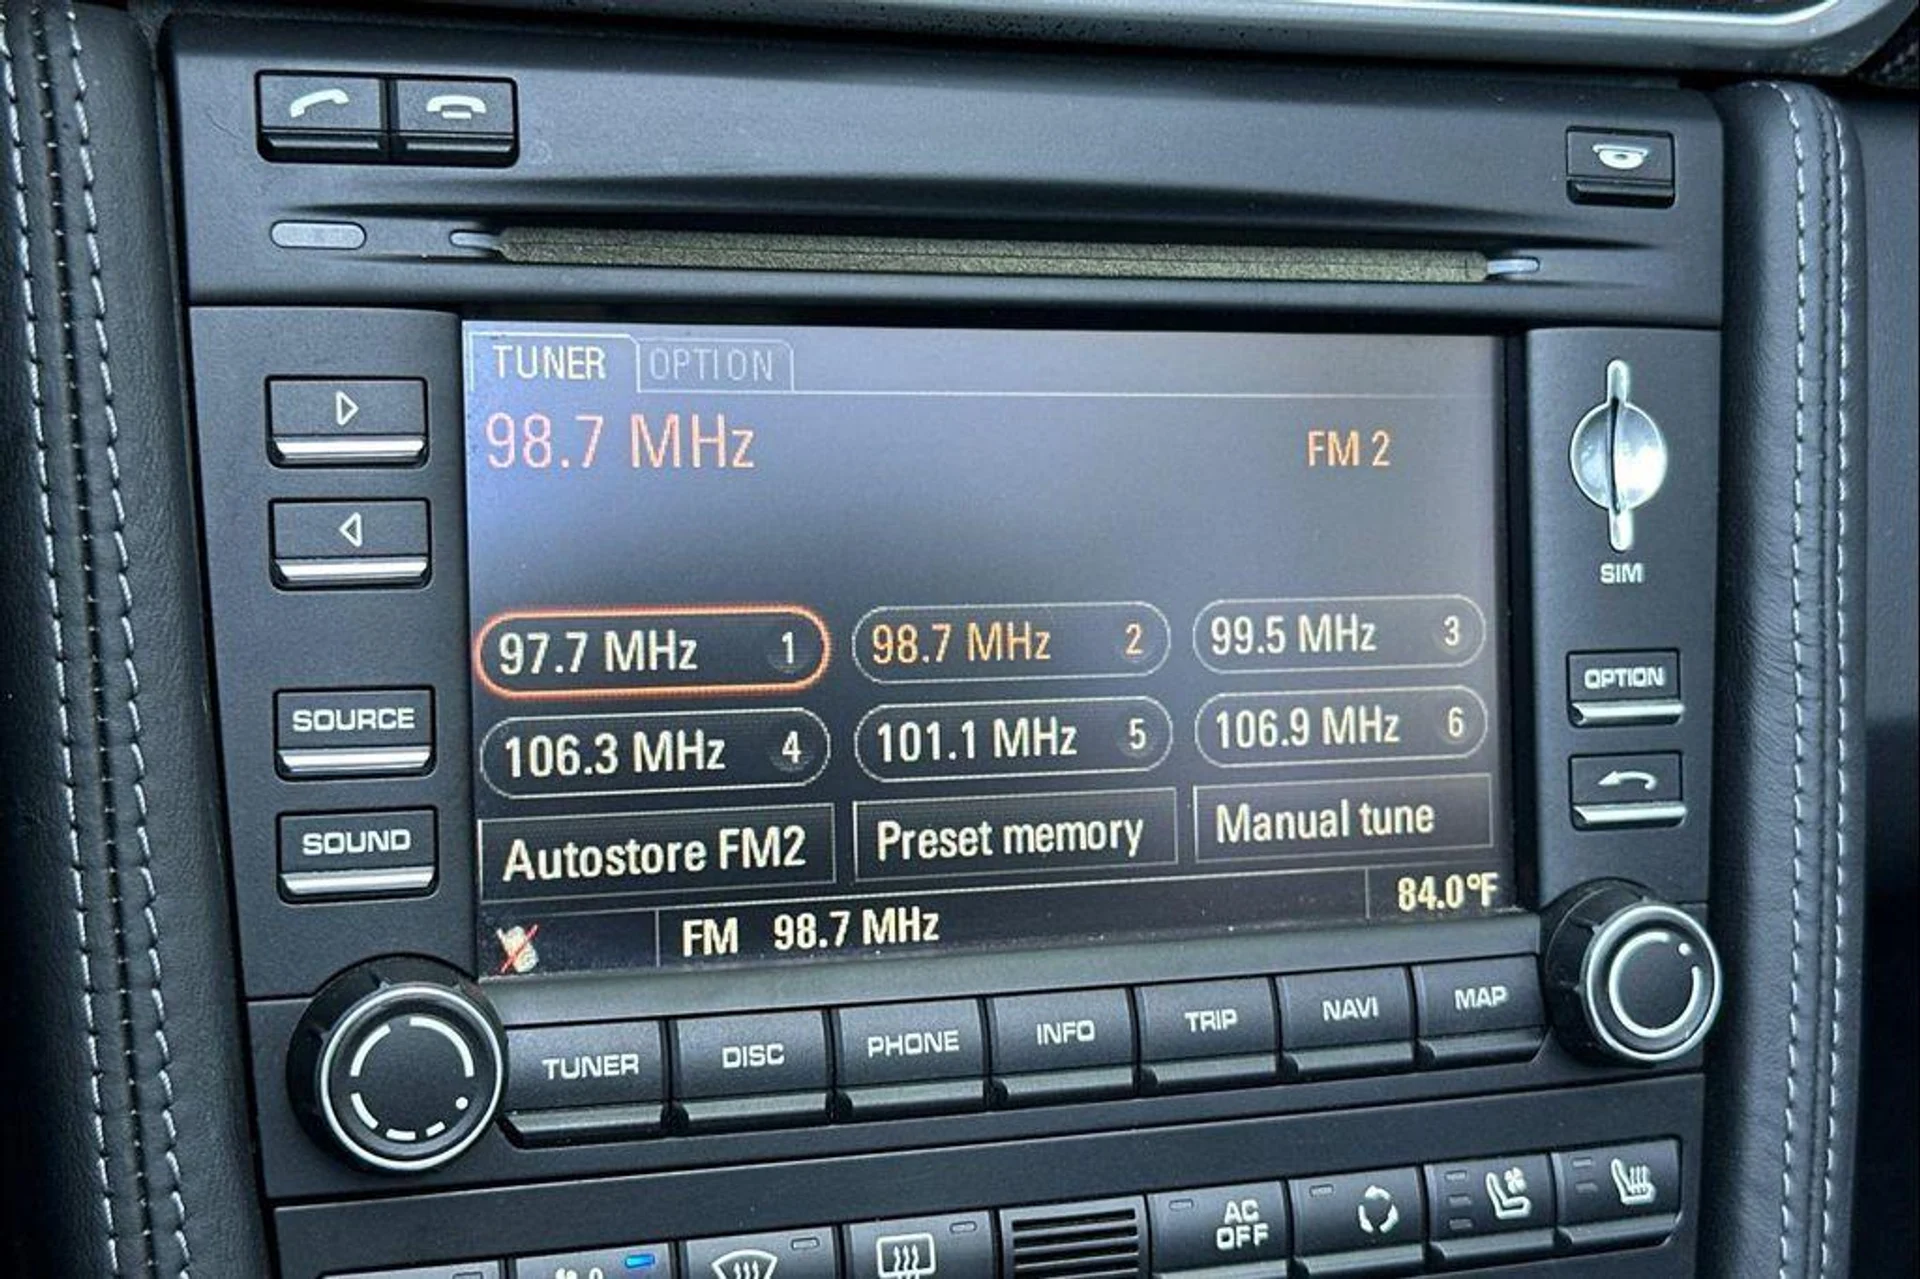 TUNER OPTION
98.7 MHz FM 2
97.7 MHz 1 98.7 MHz 2 99.5 MHz 3
106.3 MHz 4 101.1 MHz 5 106.9 MHz 6
Autostore FM2 Preset memory Manual tune
FM 98.7 MHz 84.0°F
SOURCE
SOUND
SIM
OPTION
TUNER DISC PHONE INFO TRIP NAVI MAP
AC
OFF